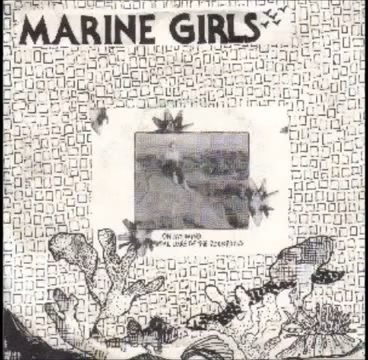 MARINE GIRLS
ON MY MIND
THE LURE OF THE ROCKPOOLS